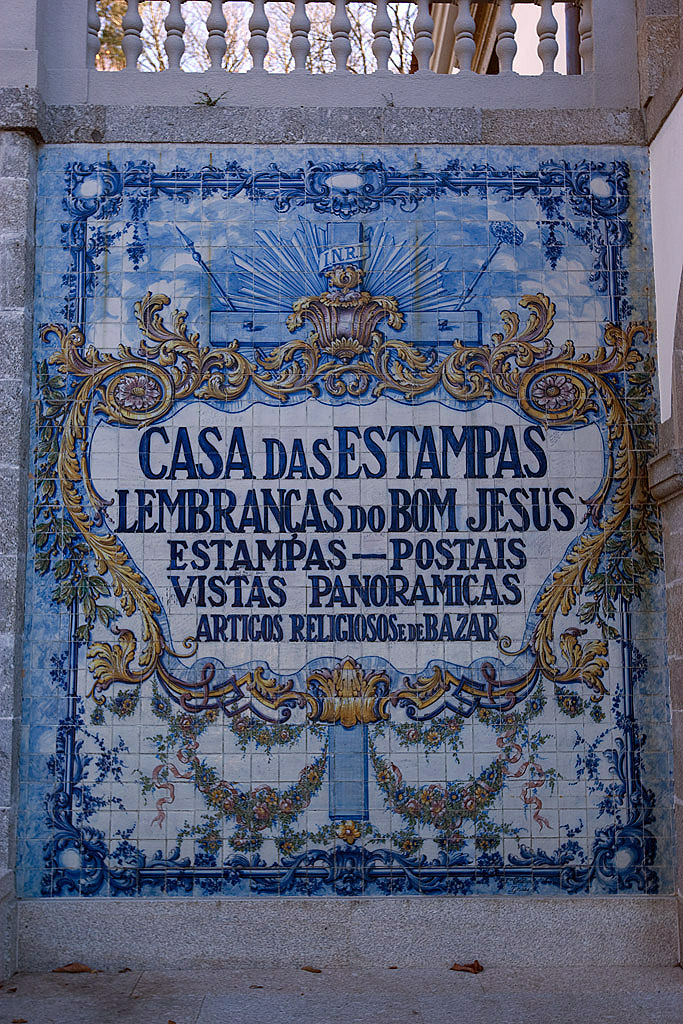 INRI
CASA DAS ESTAMPAS
LEMBRANÇAS DO BOM JESUS
ESTAMPAS — POSTAIS
VISTAS PANORAMICAS
ARTIGOS RELIGIOSOS E DE BAZAR